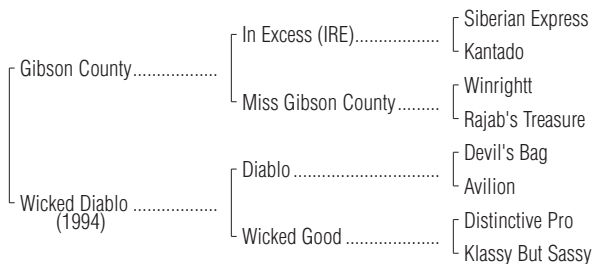 Siberian Express
In Excess (IRE)...................
Kantado
Gibson County...................
Winrightt
Miss Gibson County.........
Rajab's Treasure
Devil's Bag
Diablo .................................
Avilion
Wicked Diablo ...................
(1994)
Distinctive Pro
Wicked Good .....................
Klassy But Sassy